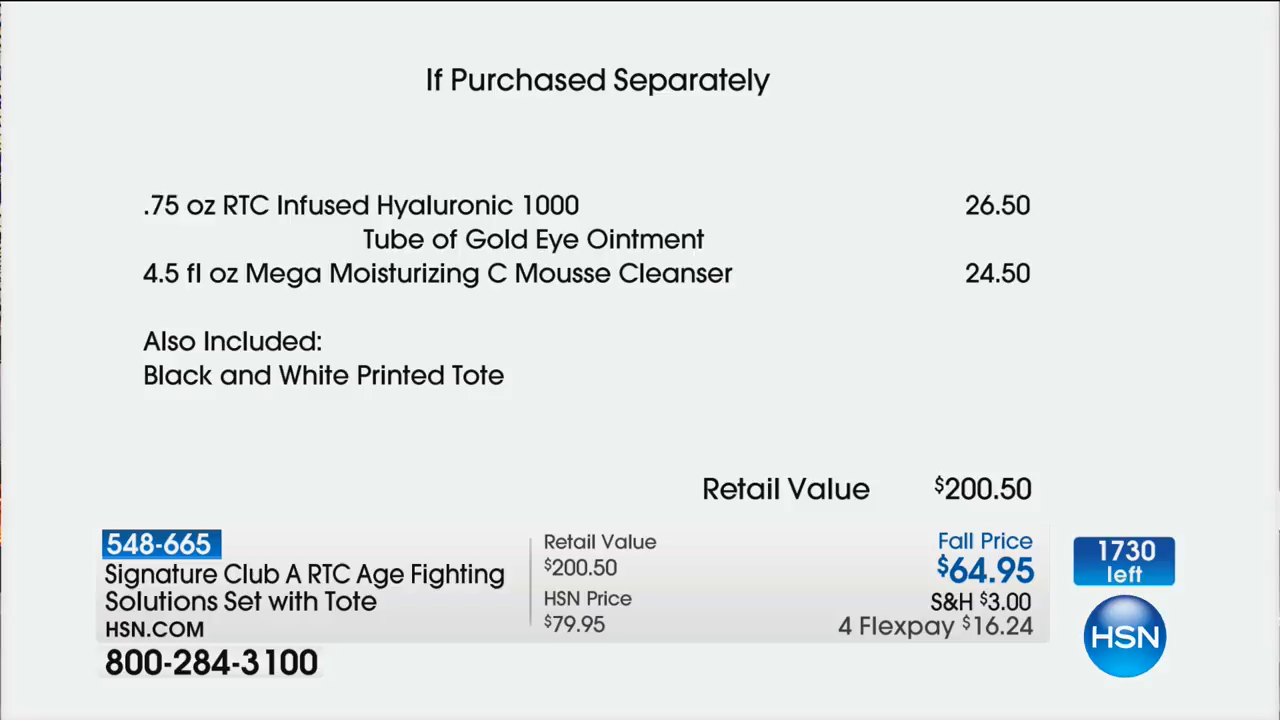 If Purchased Separately
.75 oz RTC Infused Hyaluronic 1000 26.50
Tube of Gold Eye Ointment
4.5 fl oz Mega Moisturizing C Mousse Cleanser 24.50
Also Included:
Black and White Printed Tote
Retail Value $200.50
548-665
Signature Club A RTC Age Fighting
Solutions Set with Tote
HSN.COM
800-284-3100
Retail Value
$200.50
HSN Price
$79.95
Fall Price
$64.95
S&H $3.00
4 Flexpay $16.24
1730
left
HSN